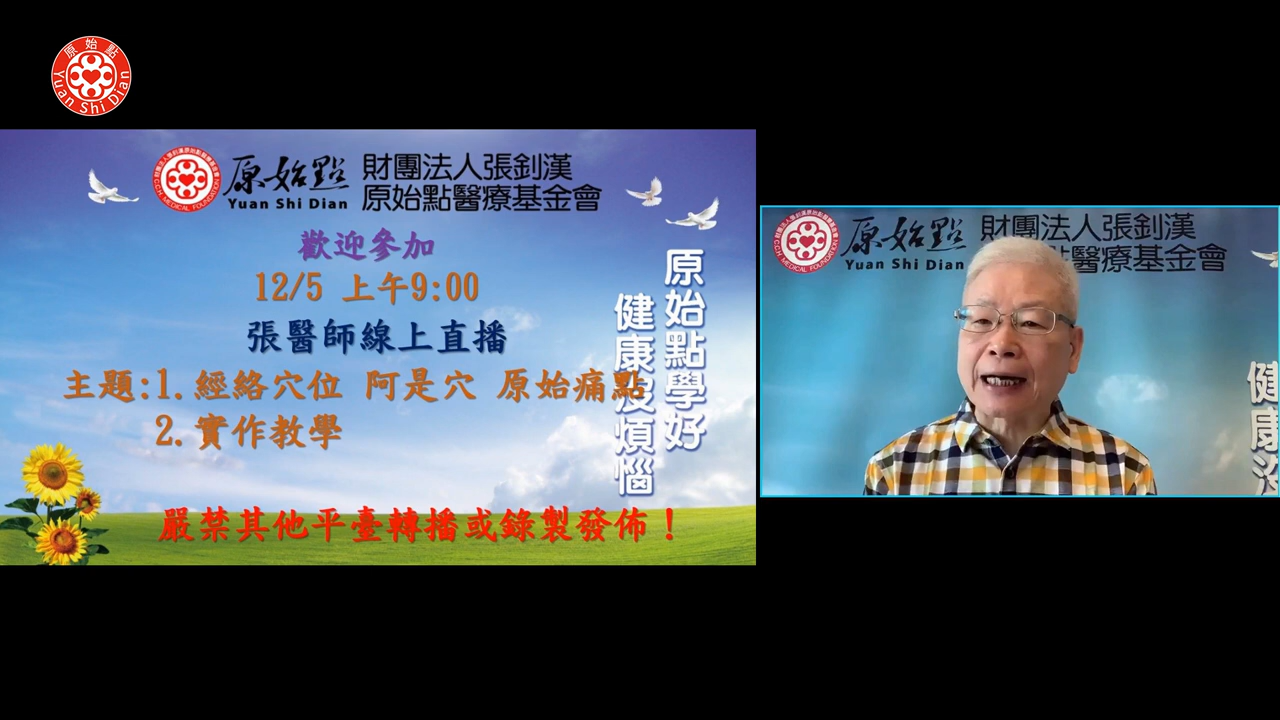 原始點
Yuan Shi Dian
原始點
Yuan Shi Dian
財團法人張釗漢
原始點醫療基金會
歡迎參加
12/5 上午9:00
張醫師線上直播
主題:1.經絡穴位 阿是穴 原始痛點
2.實作教學
嚴禁其他平臺轉播或錄製發佈！
原始點學好
健康沒煩惱
原始點
Yuan Shi Dian
財團法人張釗漢
醫療基金會
健
康